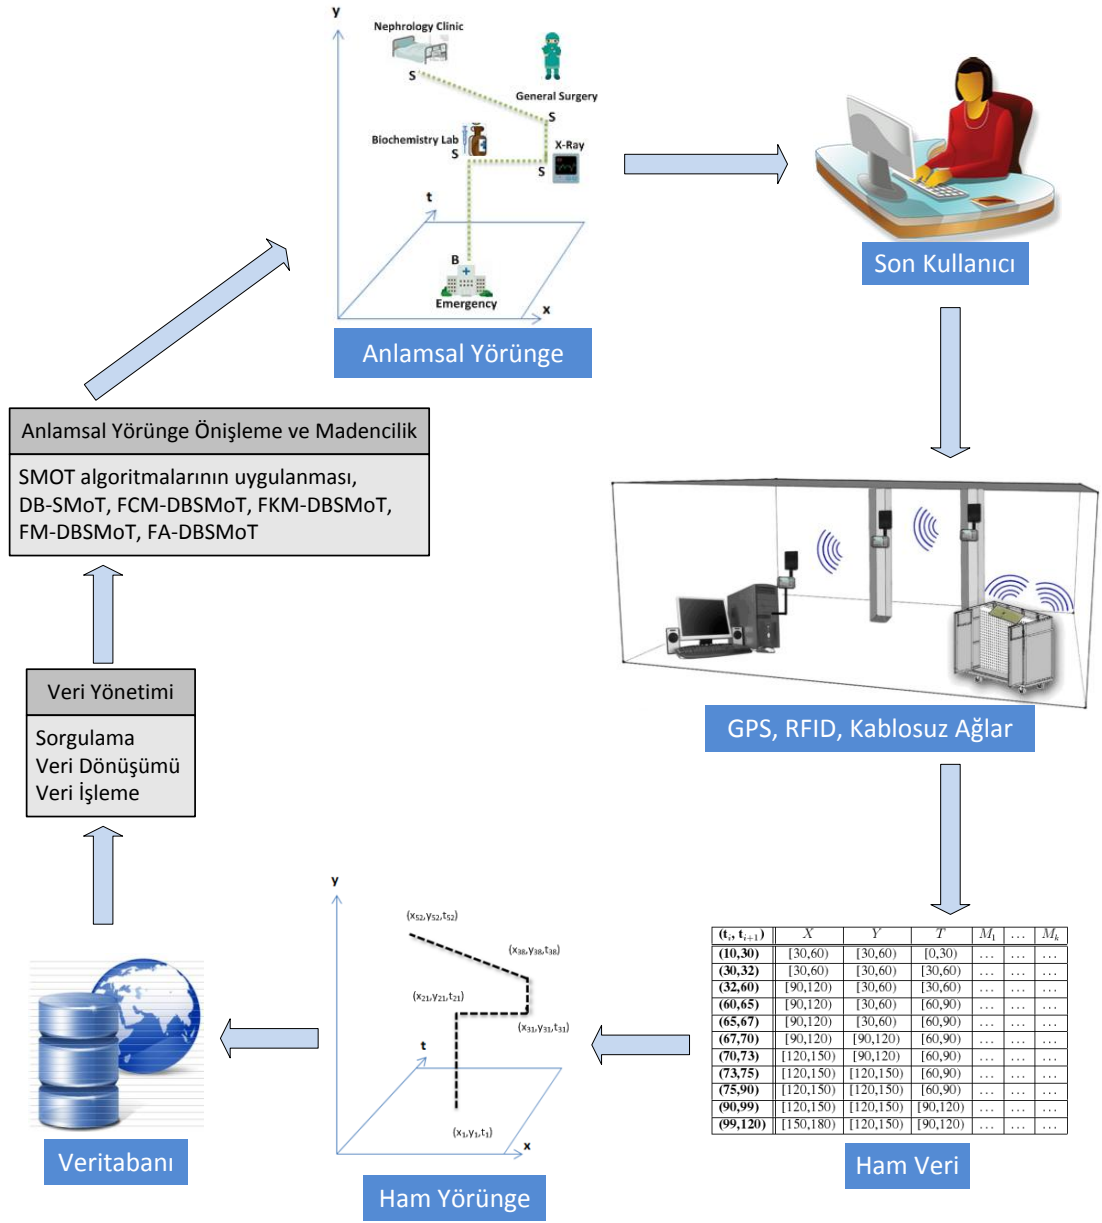 y
Nephrology Clinic
S
General Surgery
S
Biochemistry Lab
S
X-Ray
S
t
B
Emergency
x
Anlamsal Yörünge
Son Kullanıcı
Anlamsal Yörünge Önişleme ve Madencilik
SMOT algoritmalarının uygulanması,
DB-SMoT, FCM-DBSMoT, FKM-DBSMoT,
FM-DBSMoT, FA-DBSMoT
GPS, RFID, Kablosuz Ağlar
Veri Yönetimi
Sorgulama
Veri Dönüşümü
Veri İşleme
y
(x52,y52,t52)
(x38,y38,t38)
(x21,y21,t21)
(x31,y31,t31)
t
(x1,y1,t1)
x
Ham Yörünge
(ti, ti+1) X Y T M1 ... Mk
(10,30) [30,60) [30,60) [0,30) ... ... ...
(30,32) [30,60) [30,60) [30,60) ... ... ...
(32,60) [90,120) [30,60) [30,60) ... ... ...
(60,65) [90,120) [30,60) [60,90) ... ... ...
(65,67) [90,120) [30,60) [60,90) ... ... ...
(67,70) [90,120) [90,120) [60,90) ... ... ...
(70,73) [120,150) [90,120) [60,90) ... ... ...
(73,75) [120,150) [120,150) [60,90) ... ... ...
(75,90) [120,150) [120,150) [60,90) ... ... ...
(90,99) [120,150) [120,150) [90,120) ... ... ...
(99,120) [150,180) [120,150) [90,120) ... ... ...
Ham Veri
Veritabanı